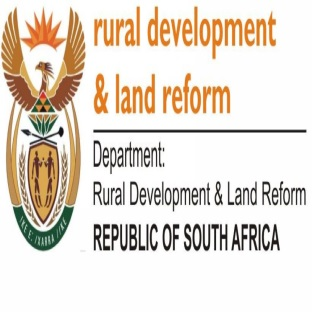 rural development
& land reform
Department:
Rural Development & Land Reform
REPUBLIC OF SOUTH AFRICA